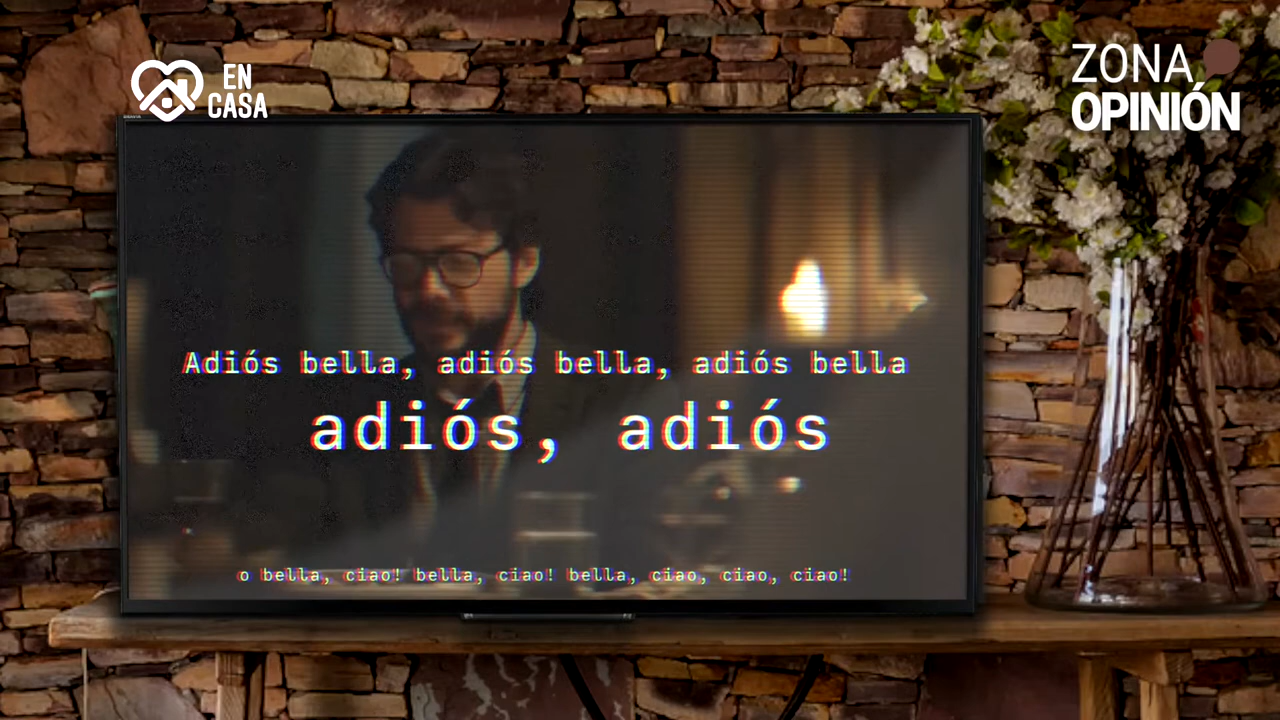 EN
CASA
ZONA
OPINIÓN
Adiós bella, adiós bella, adiós bella
adiós, adiós
o bella, ciao! bella, ciao! bella, ciao, ciao, ciao!